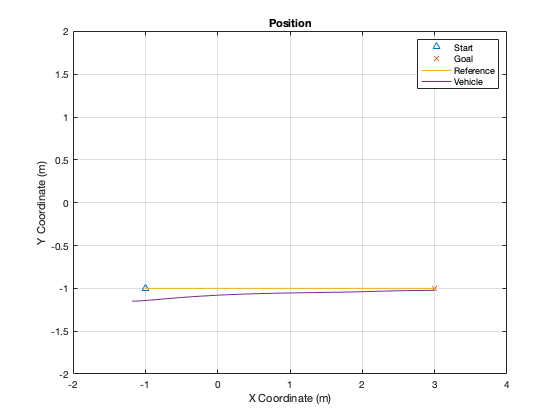 Position
Start
Goal
Reference
Vehicle
2
1.5
1
0.5
0
-0.5
-1
-1.5
-2
Y Coordinate (m)
-2
-1
0
1
2
3
4
X Coordinate (m)